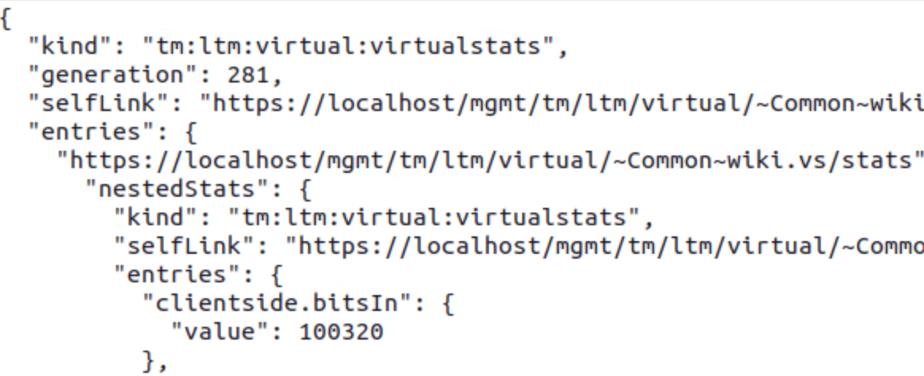 {
"kind": "tm:ltm:virtual:virtualstats",
"generation": 281,
"selfLink": "https://localhost/mgmt/tm/ltm/virtual/~Common~wiki
"entries": {
"https://localhost/mgmt/tm/ltm/virtual/~Common~wiki.vs/stats"
"nestedStats": {
"kind": "tm:ltm:virtual:virtualstats",
"selfLink": "https://localhost/mgmt/tm/ltm/virtual/~Commo
"entries": {
"clientside.bitsIn": {
"value": 100320
},